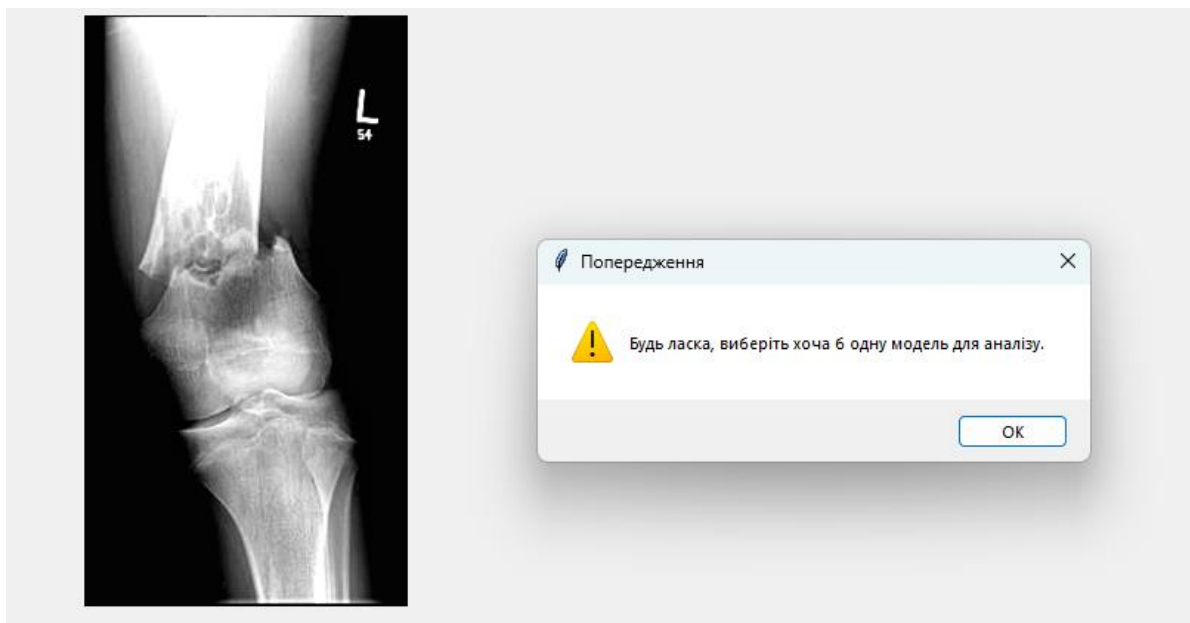 L
54
Попередження
Будь ласка, виберіть хоча б одну модель для аналізу.
OK